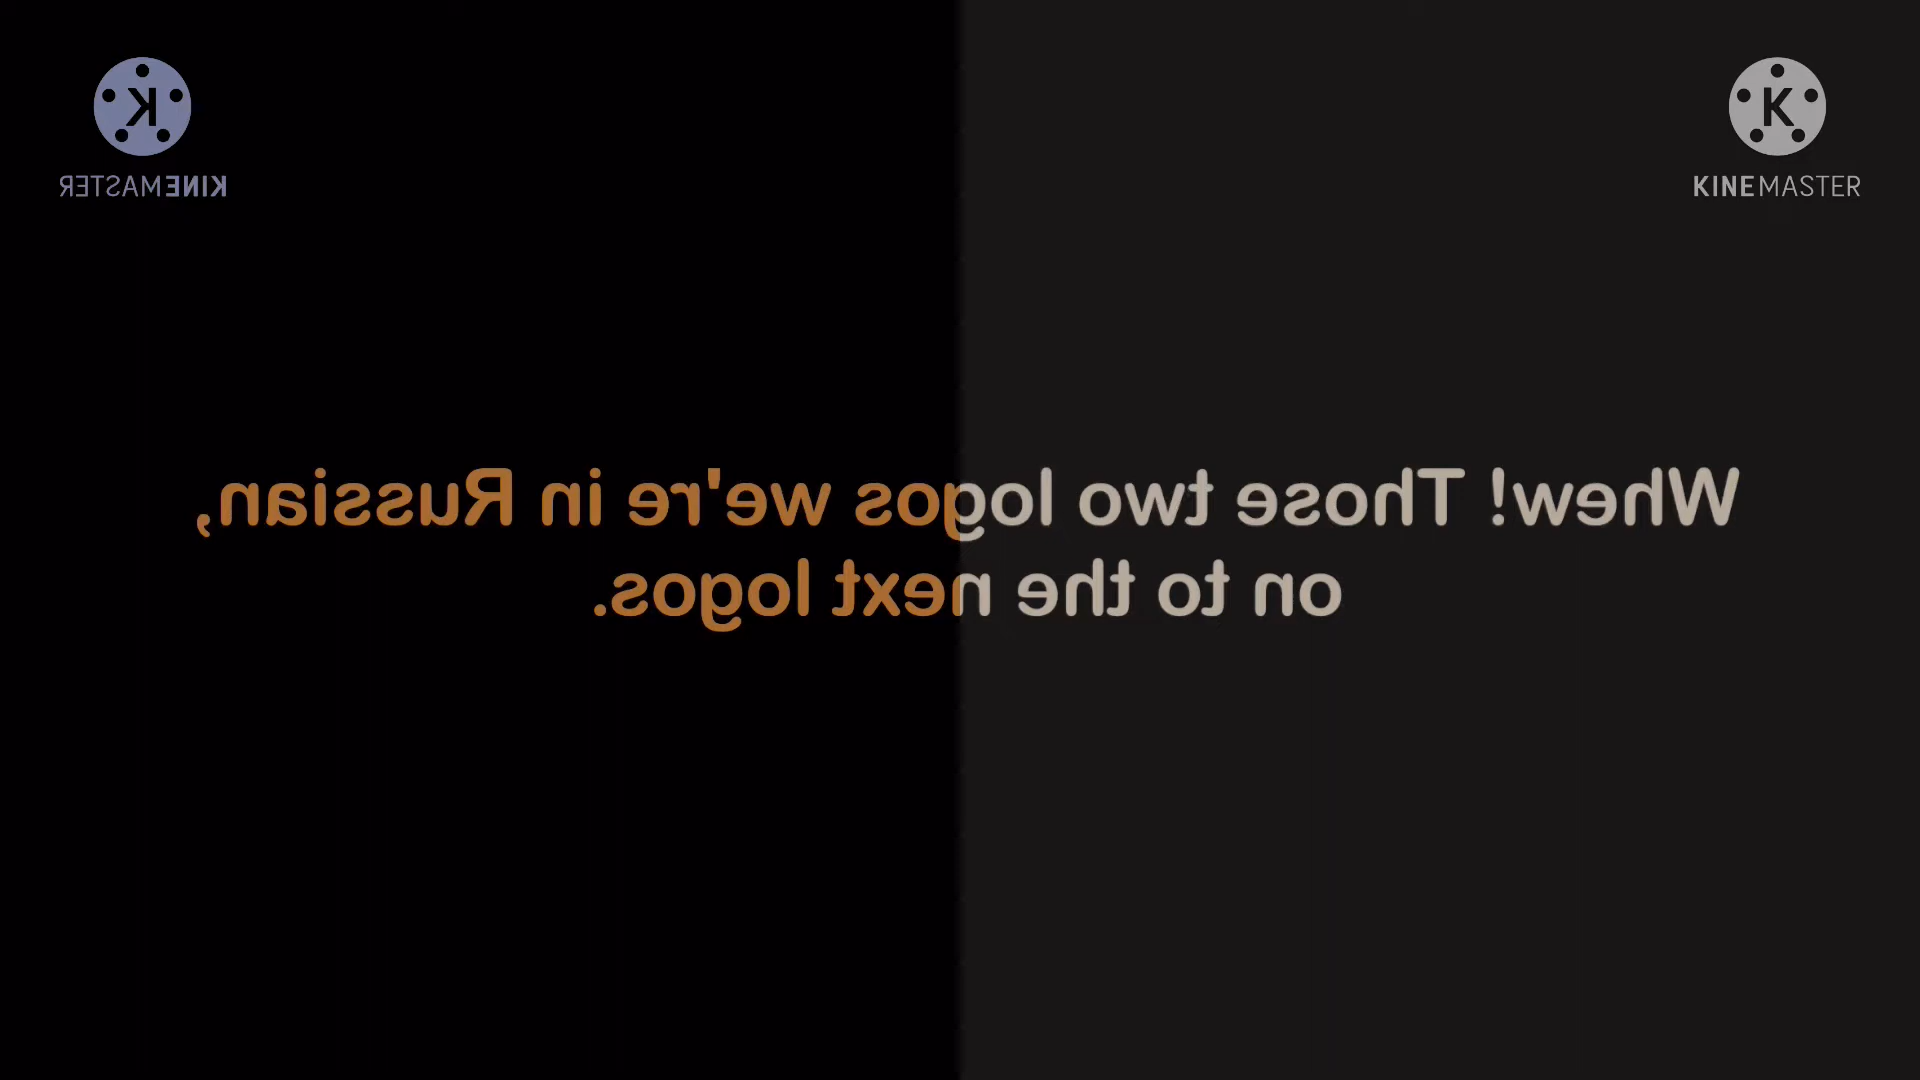 KINEMASTER
K
K
KINEMASTER
Whew! Those two logos we're in Russian,
on to the next logos.